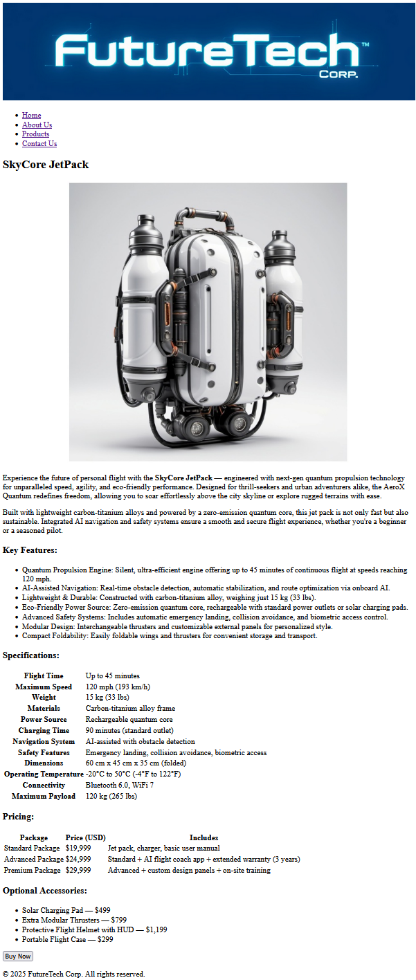 FutureTech™
CORP.
Home
About Us
Products
Contact Us
SkyCore JetPack
Experience the future of personal flight with the SkyCore JetPack — engineered with next-gen quantum propulsion technology
for unparalleled speed, agility, and eco-friendly performance. Designed for thrill-seekers and urban adventurers alike, the AeroX
Quantum redefines freedom, allowing you to soar effortlessly above the city skyline or explore rugged terrains with ease.
Built with lightweight carbon-titanium alloys and powered by a zero-emission quantum core, this jet pack is not only fast but also
sustainable. Integrated AI navigation and safety systems ensure a smooth and secure flight experience, whether you're a beginner
or a seasoned pilot.
Key Features:
Quantum Propulsion Engine: Silent, ultra-efficient engine offering up to 45 minutes of continuous flight at speeds reaching
120 mph.
AI-Assisted Navigation: Real-time obstacle detection, automatic stabilization, and route optimization via onboard AI.
Lightweight & Durable: Constructed with carbon-titanium alloy, weighing just 15 kg (33 lbs).
Eco-Friendly Power Source: Zero-emission quantum core, rechargeable with standard power outlets or solar charging pads.
Advanced Safety Systems: Includes automatic emergency landing, collision avoidance, and biometric access control.
Modular Design: Interchangeable thrusters and customizable external panels for personalized style.
Compact Foldability: Easily foldable wings and thrusters for convenient storage and transport.
Specifications:
Flight Time Up to 45 minutes
Maximum Speed 120 mph (193 km/h)
Weight 15 kg (33 lbs)
Materials Carbon-titanium alloy frame
Power Source Rechargeable quantum core
Charging Time 90 minutes (standard outlet)
Navigation System AI-assisted with obstacle detection
Safety Features Emergency landing, collision avoidance, biometric access
Dimensions 60 cm x 45 cm x 35 cm (folded)
Operating Temperature -20°C to 50°C (-4°F to 122°F)
Connectivity Bluetooth 6.0, WiFi 7
Maximum Payload 120 kg (265 lbs)
Pricing:
Package Price (USD) Includes
Standard Package $19,999 Jet pack, charger, basic user manual
Advanced Package $24,999 Standard + AI flight coach app + extended warranty (3 years)
Premium Package $29,999 Advanced + custom design panels + on-site training
Optional Accessories:
Solar Charging Pad — $499
Extra Modular Thrusters — $799
Protective Flight Helmet with HUD — $1,199
Portable Flight Case — $299
Buy Now
© 2025 FutureTech Corp. All rights reserved.